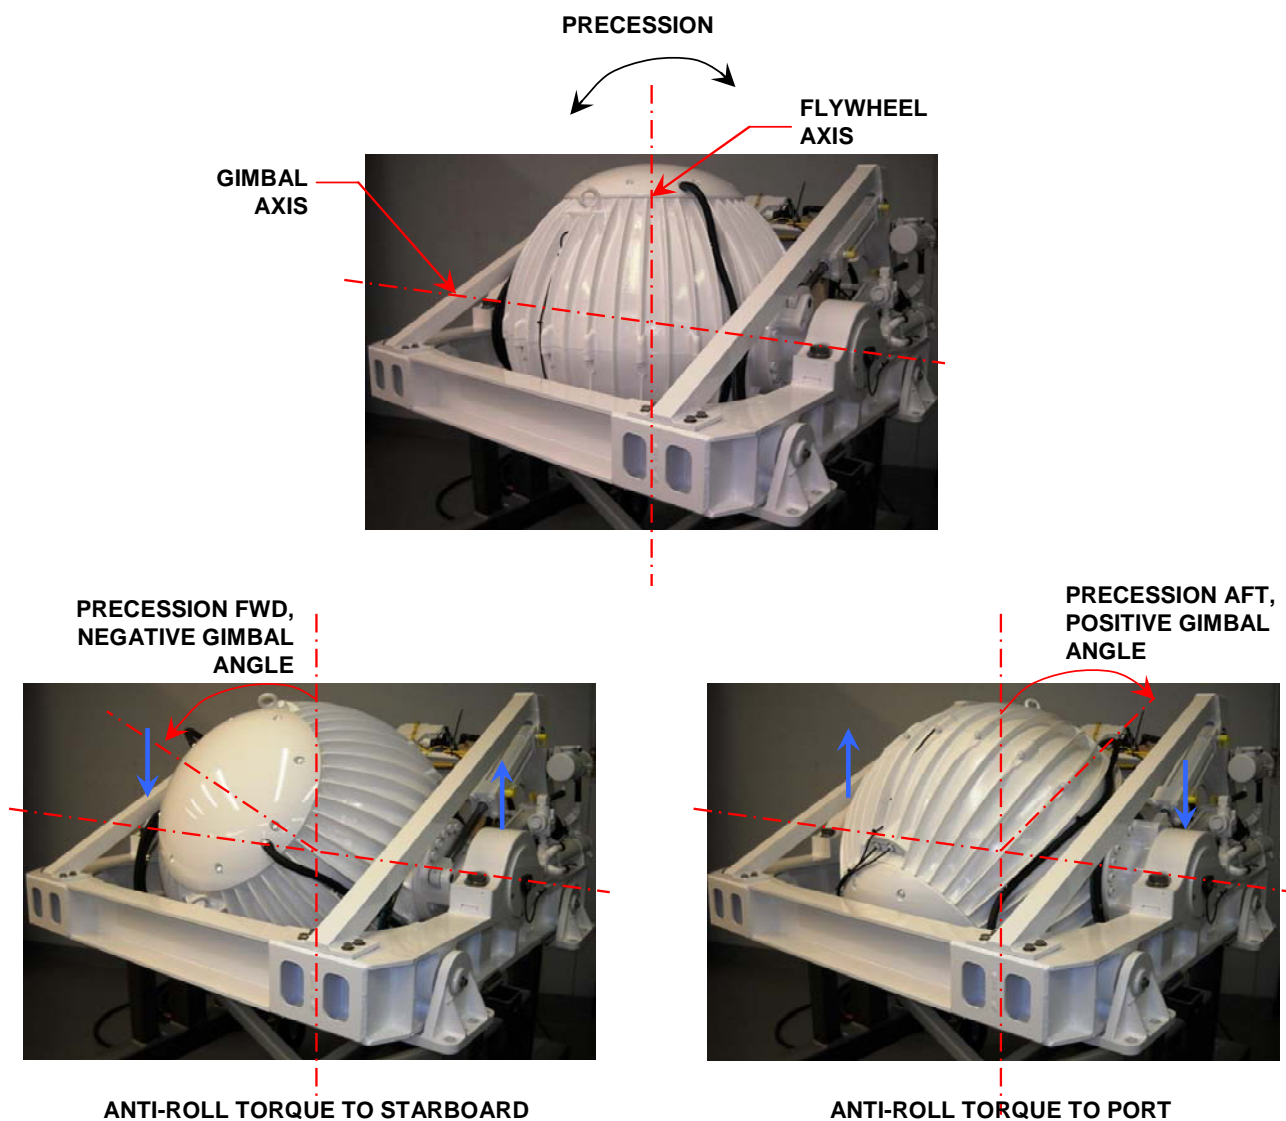 PRECESSION
FLYWHEEL
AXIS
GIMBAL
AXIS
PRECESSION FWD,
NEGATIVE GIMBAL
ANGLE
PRECESSION AFT,
POSITIVE GIMBAL
ANGLE
ANTI-ROLL TORQUE TO STARBOARD
ANTI-ROLL TORQUE TO PORT